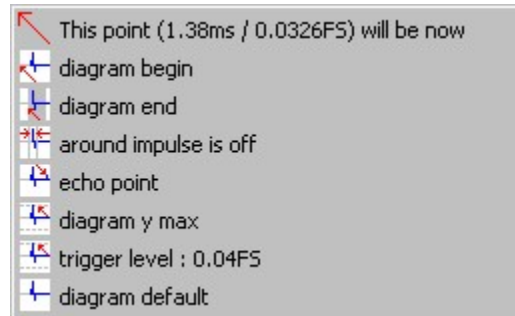 This point (1.38ms / 0.0326FS) will be now
diagram begin
diagram end
around impulse is off
echo point
diagram y max
trigger level : 0.04FS
diagram default